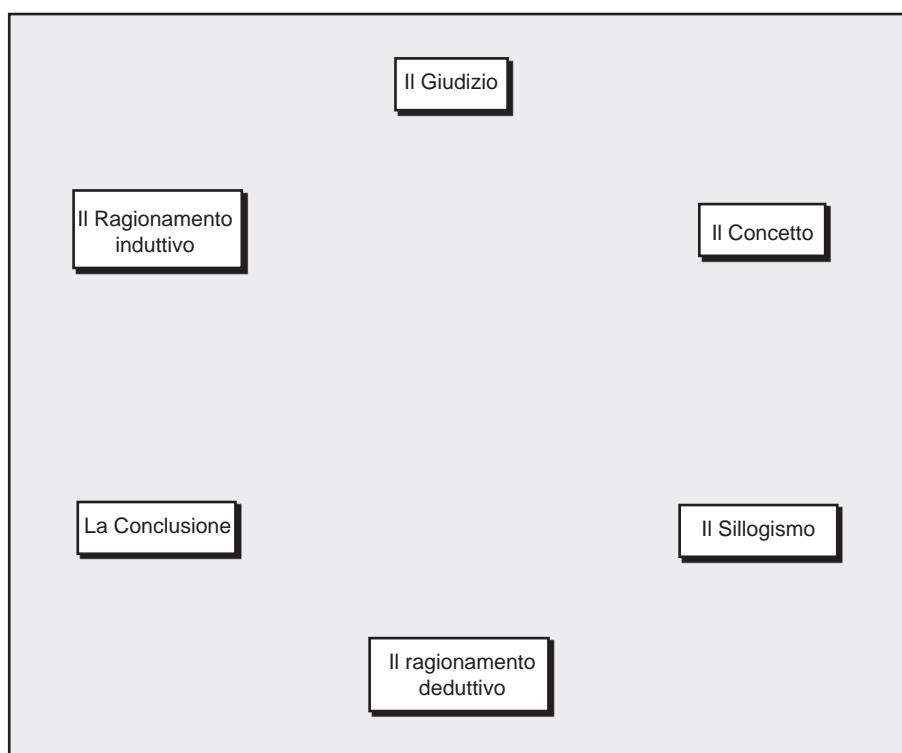 Il Giudizio
Il Ragionamento
induttivo
Il Concetto
La Conclusione
Il Sillogismo
Il ragionamento
deduttivo